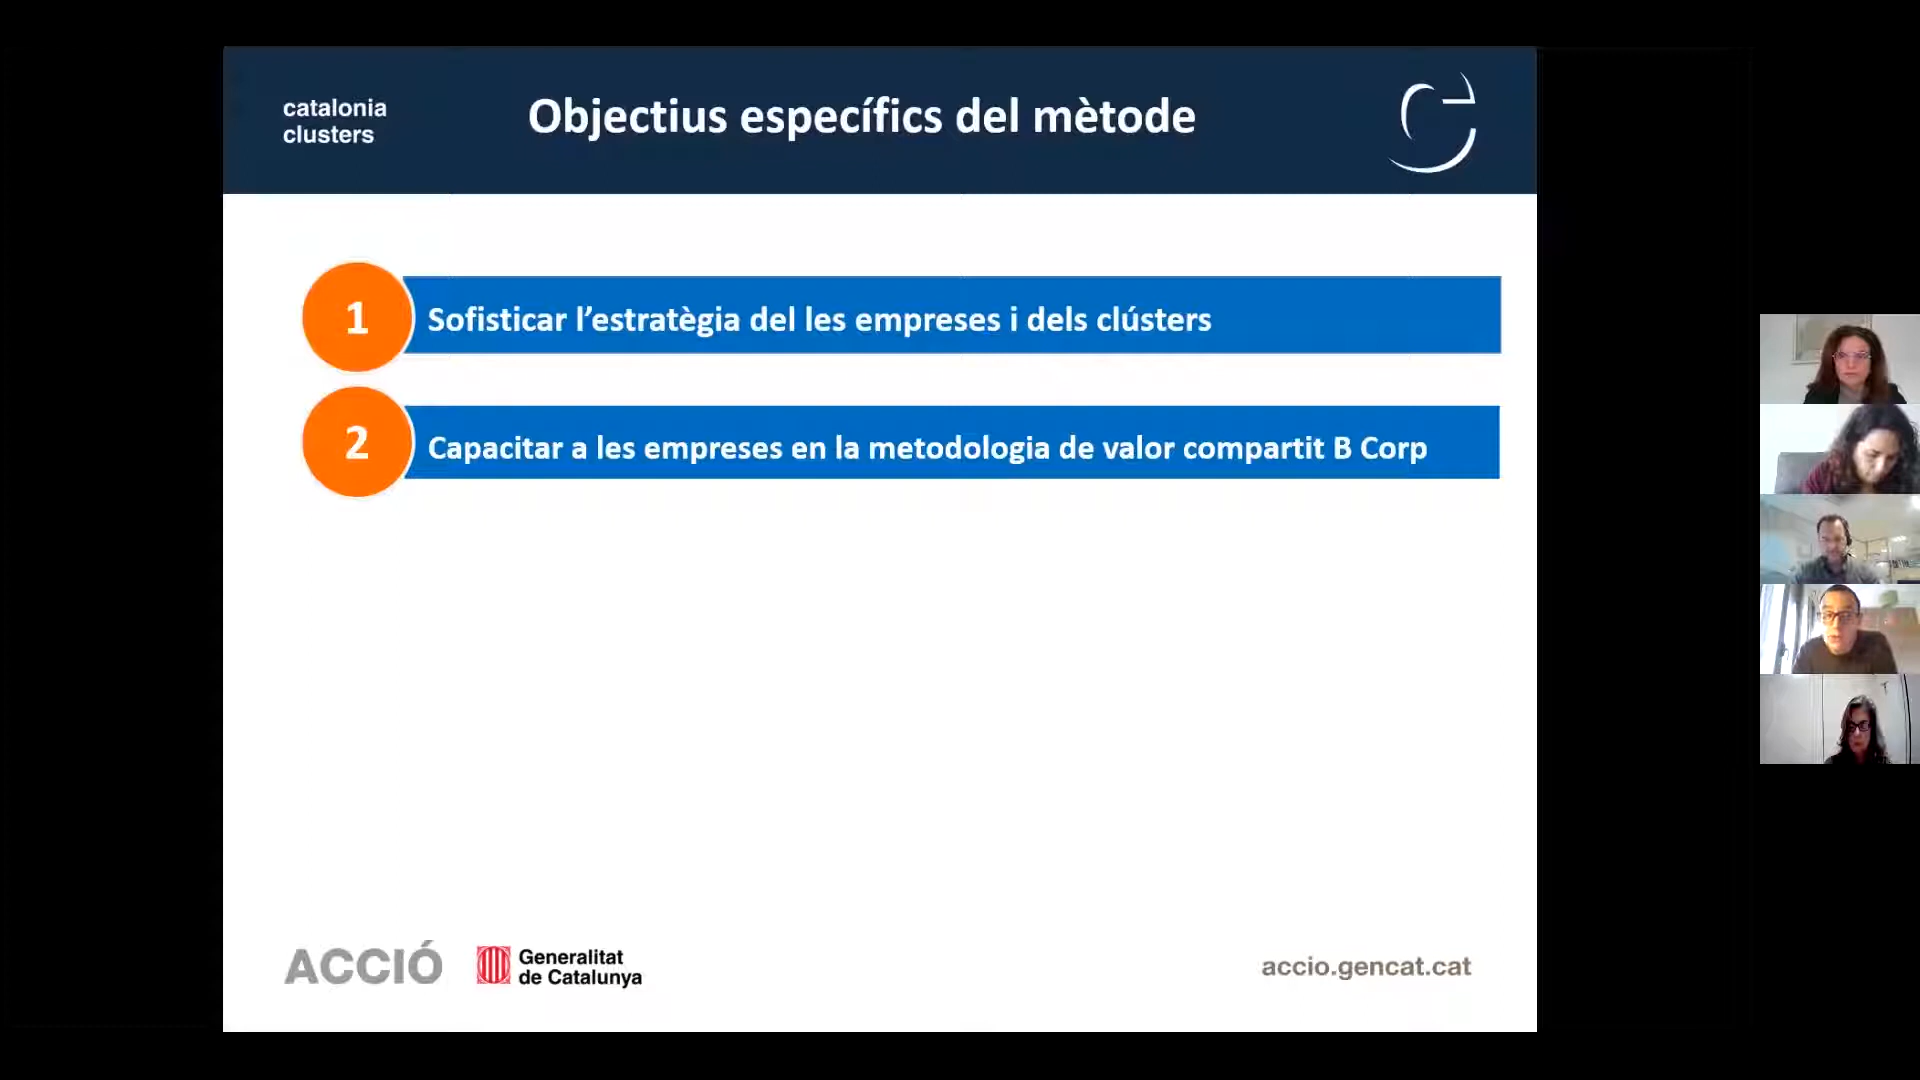 catalonia
clusters
Objectius específics del mètode
1
Sofisticar l’estratègia del les empreses i dels clústers
2
Capacitar a les empreses en la metodologia de valor compartit B Corp
ACCIÓ
Generalitat
de Catalunya
accio.gencat.cat